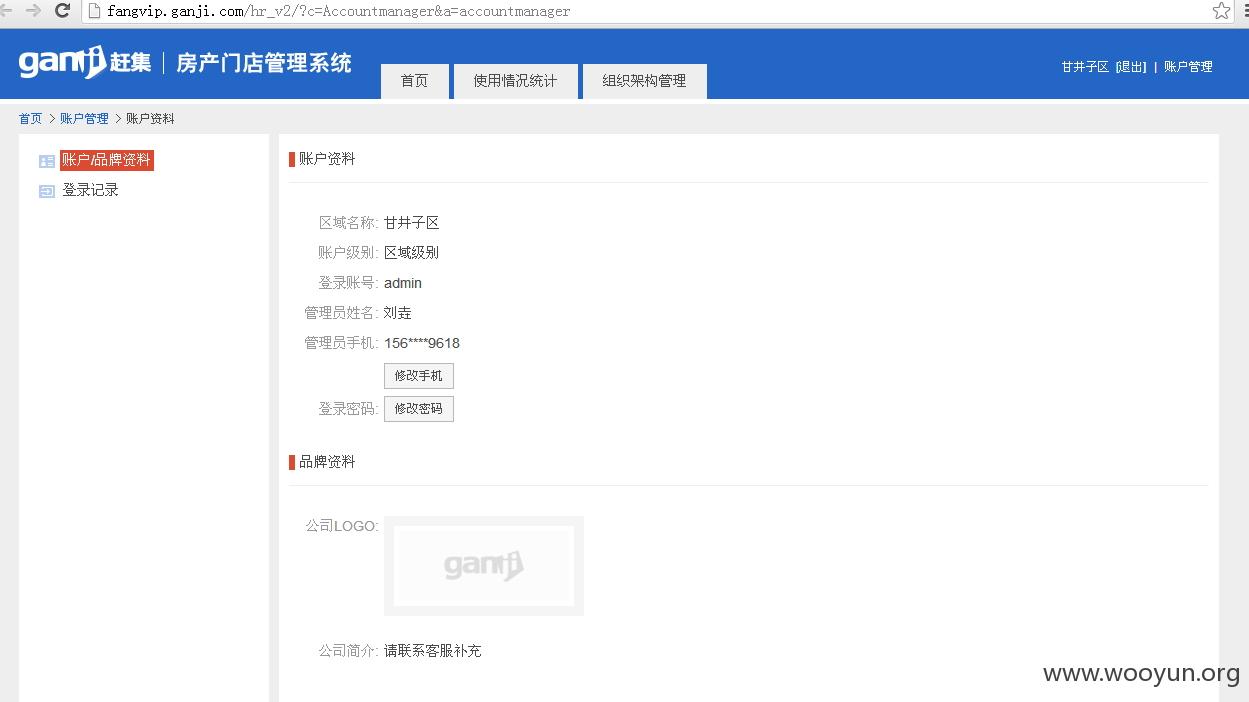 fangvip.ganji.com/hr_v2/?c=Accountmanager&a=accountmanager
ganji 赶集 | 房产门店管理系统
首页 使用情况统计 组织架构管理
甘井子区 [退出] | 账户管理
首页 > 账户管理 > 账户资料
账户/品牌资料
登录记录
账户资料
区域名称: 甘井子区
账户级别: 区域级别
登录账号: admin
管理员姓名: 刘垚
管理员手机: 156****9618
修改手机
登录密码: 修改密码
品牌资料
公司LOGO:
ganji
公司简介: 请联系客服补充
www.wooyun.org